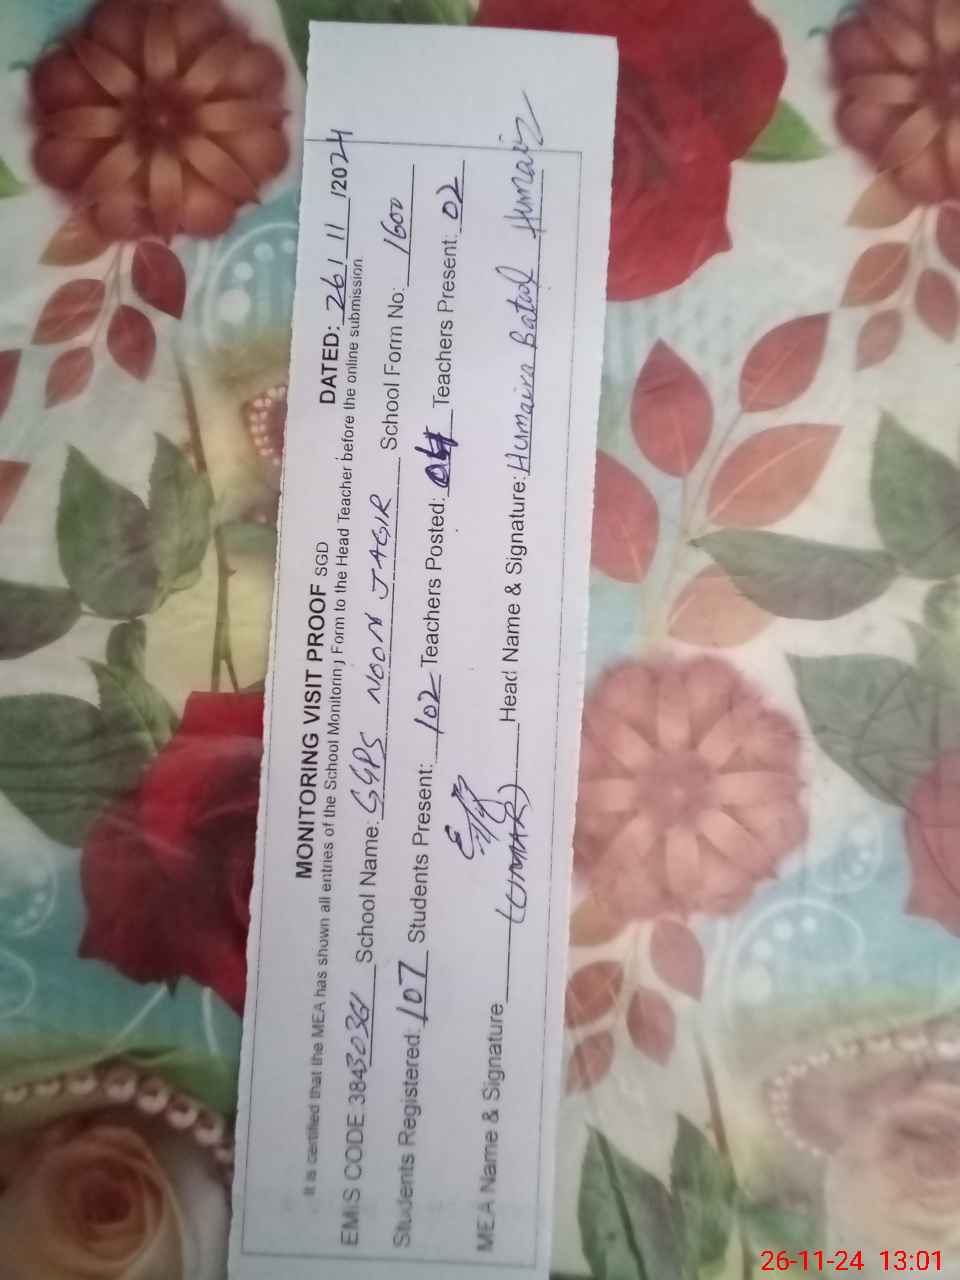 MONITORING VISIT PROOF SGD DATED: 26/11/2024
It is certified that the MEA has shown all entries of the School Monitoring Form to the Head Teacher before the online submission.
EMIS CODE 38430361 School Name: GGPS NOON JAGIR School Form No: 1600
Students Registered: 107 Students Present: 102 Teachers Posted: 04 Teachers Present: 02
MEA Name & Signature (UMAR) Head Name & Signature: Humaira Batool Humaira
26-11-24 13:01